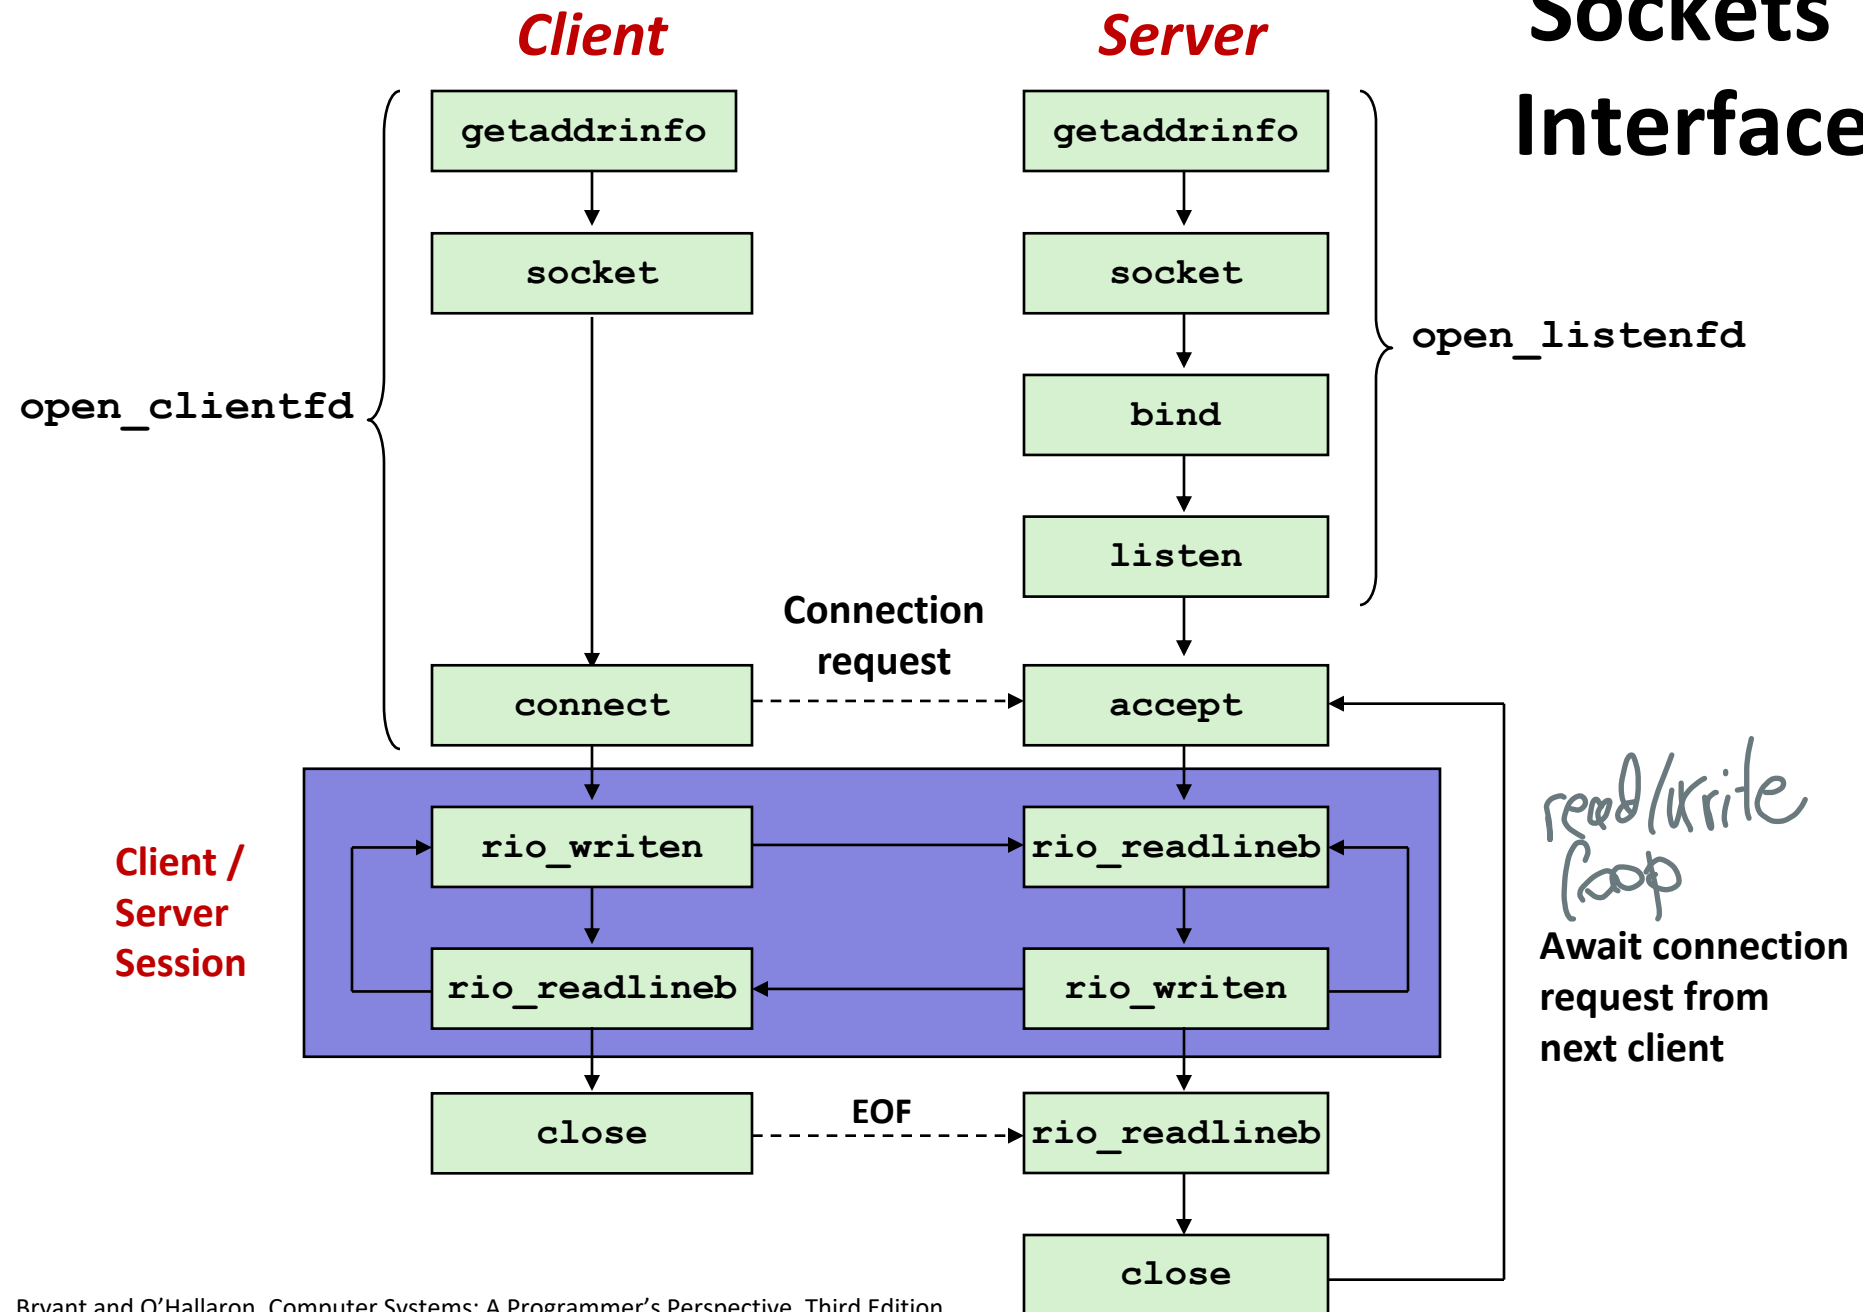 Client
Server
Sockets
Interface
getaddrinfo
getaddrinfo
socket
socket
open_listenfd
open_clientfd
bind
listen
Connection
request
connect
accept
read/write
loop
Client /
Server
Session
rio_writen
rio_readlineb
rio_readlineb
rio_writen
Await connection
request from
next client
close
EOF
rio_readlineb
close
Bryant and O'Hallaron, Computer Systems: A Programmer's Perspective, Third Edition